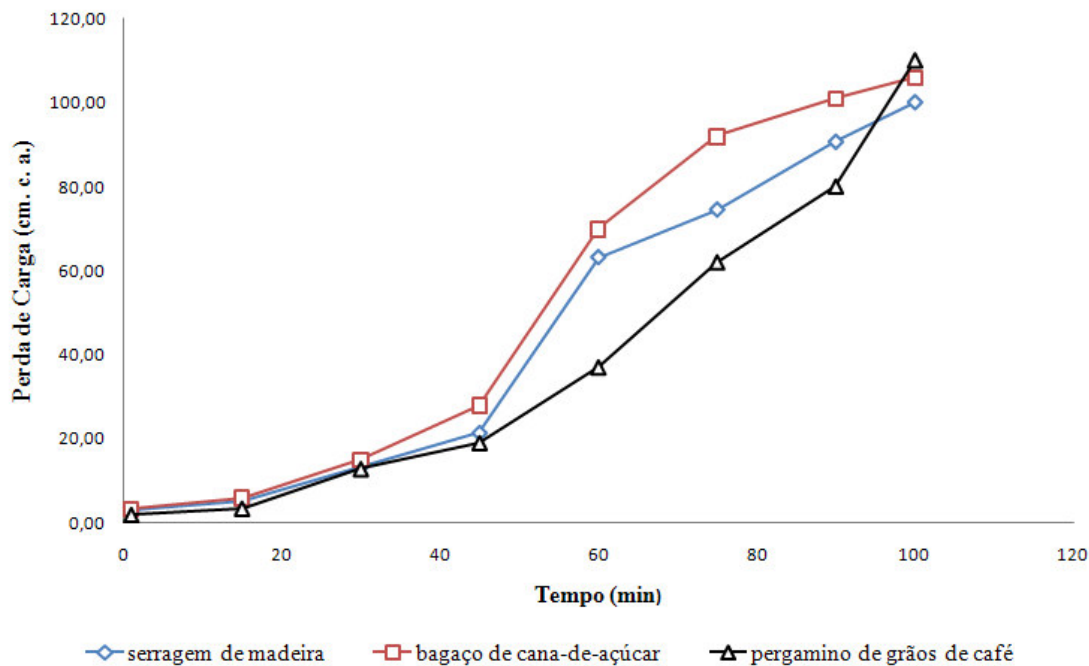 120,00
100,00
80,00
60,00
40,00
20,00
0,00
Perda de Carga (cm. c. a.)
0 20 40 60 80 100 120
Tempo (min)
serragem de madeira bagaço de cana-de-açúcar pergamino de grãos de café